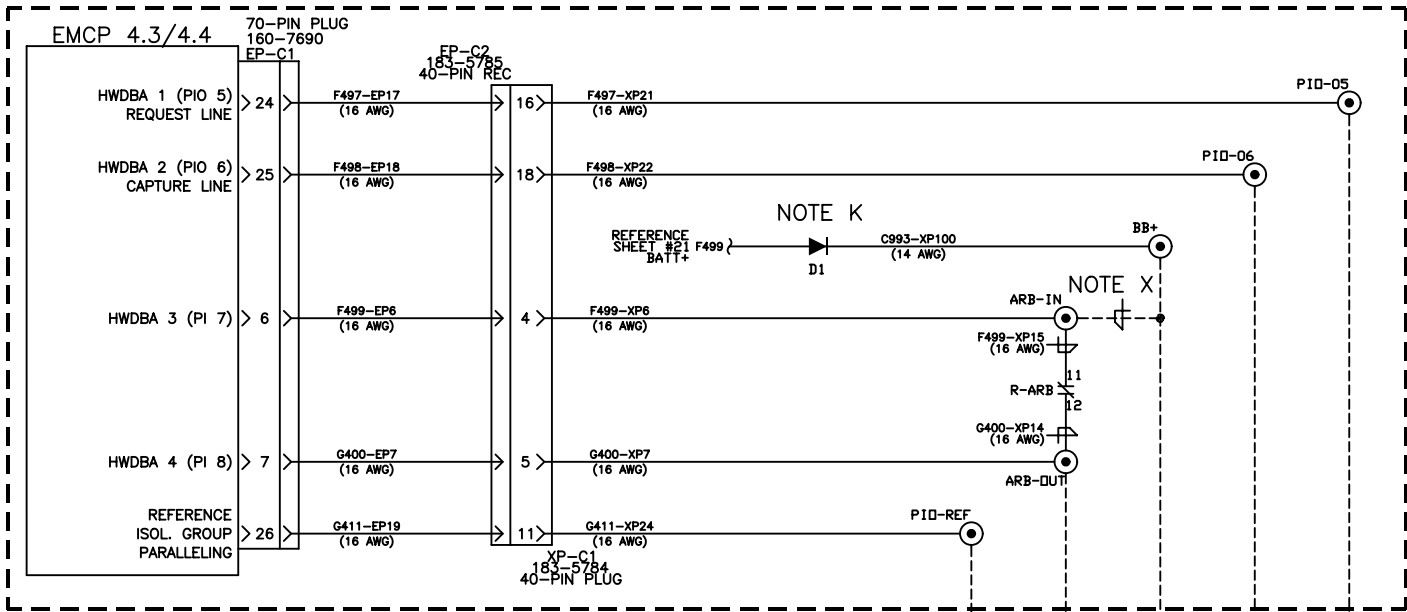 EMCP 4.3/4.4
70-PIN PLUG
160-7690
EP-C1
EP-C2
183-5785
40-PIN REC
HWDBA 1 (PIO 5)
REQUEST LINE
24
F497-EP17
(16 AWG)
16
F497-XP21
(16 AWG)
PIO-05
HWDBA 2 (PIO 6)
CAPTURE LINE
25
F498-EP18
(16 AWG)
18
F498-XP22
(16 AWG)
PIO-06
NOTE K
REFERENCE
SHEET #21
BATT+
F499
D1
C993-XP100
(14 AWG)
BB+
NOTE X
HWDBA 3 (PI 7)
6
F499-EP6
(16 AWG)
4
F499-XP6
(16 AWG)
ARB-IN
F499-XP15
(16 AWG)
11
R-ARB
12
G400-XP14
(16 AWG)
HWDBA 4 (PI 8)
7
G400-EP7
(16 AWG)
5
G400-XP7
(16 AWG)
ARB-OUT
REFERENCE
ISOL. GROUP
PARALLELING
26
G411-EP19
(16 AWG)
11
G411-XP24
(16 AWG)
PIO-REF
XP-C1
183-5784
40-PIN PLUG